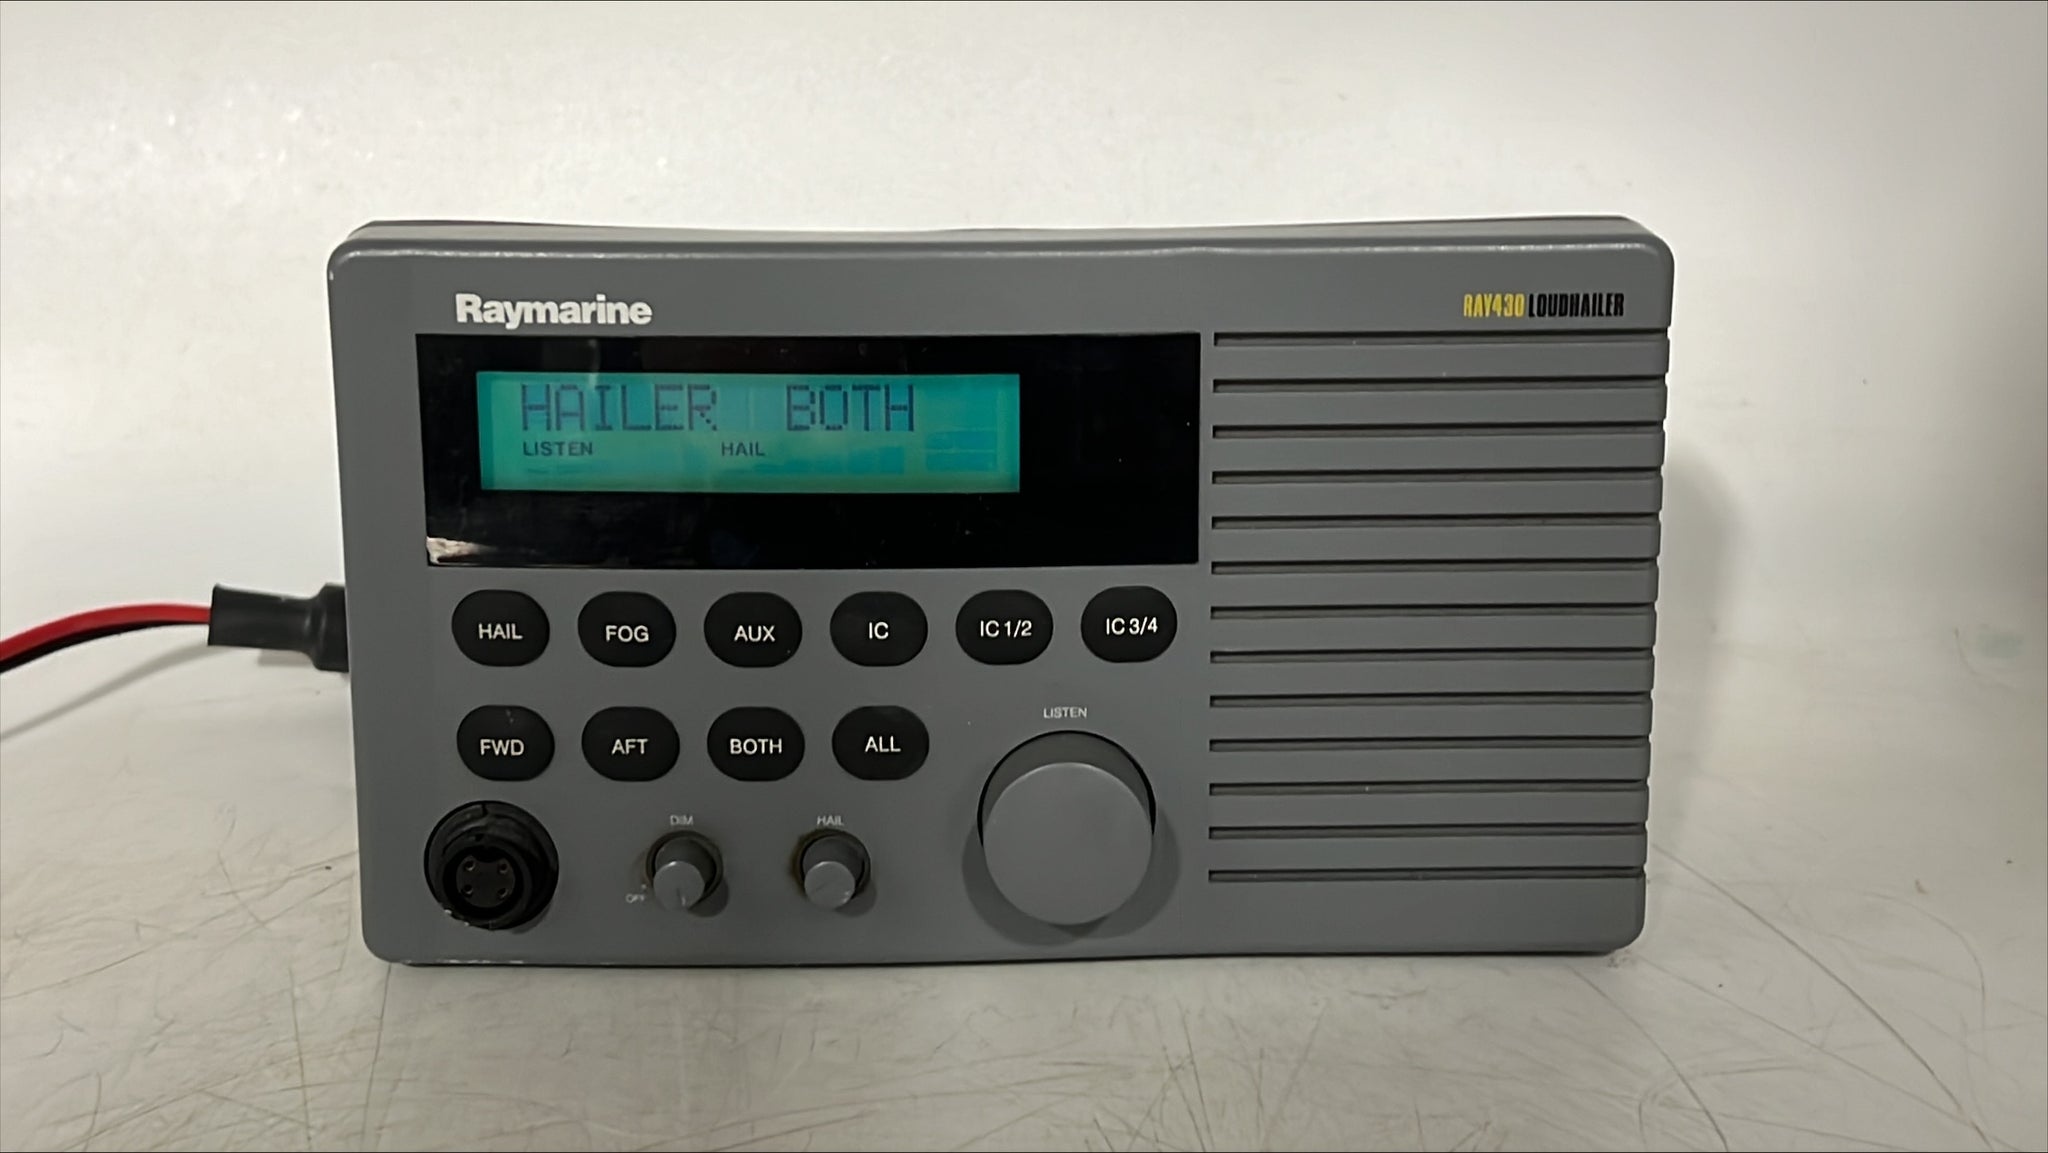 Raymarine
RAY430 LOUDHAILER
HAILER BOTH
LISTEN HAIL
HAIL FOG AUX IC IC 1/2 IC 3/4
LISTEN
FWD AFT BOTH ALL
DIM HAIL
OFF